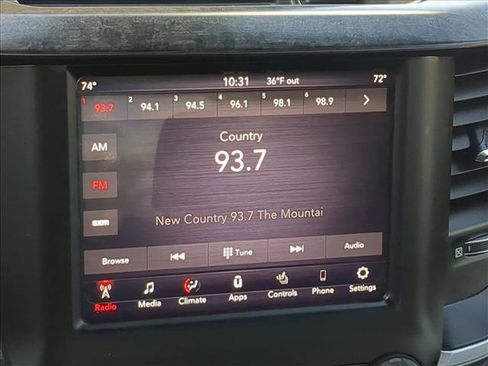 74° 10:31 36°F out 72°
1 93.7 2 94.1 3 94.5 4 96.1 5 98.1 6 98.9
AM
Country
93.7
FM
sxm
New Country 93.7 The Mountai
Browse Tune Audio
Radio Media Climate Apps Controls Phone Settings